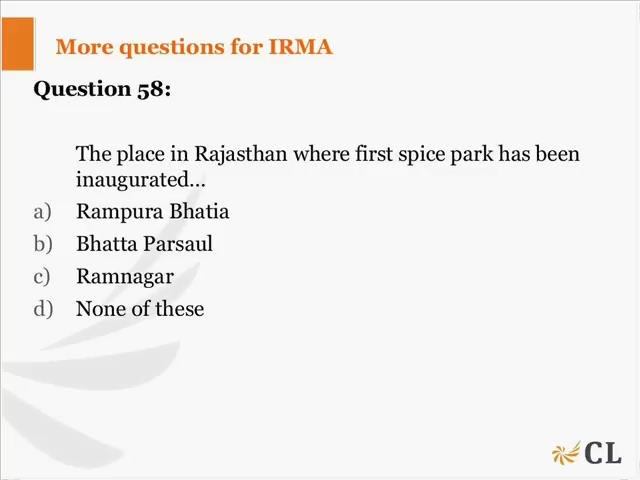 More questions for IRMA
Question 58:
The place in Rajasthan where first spice park has been
inaugurated...
a) Rampura Bhatia
b) Bhatta Parsaul
c) Ramnagar
d) None of these
CL